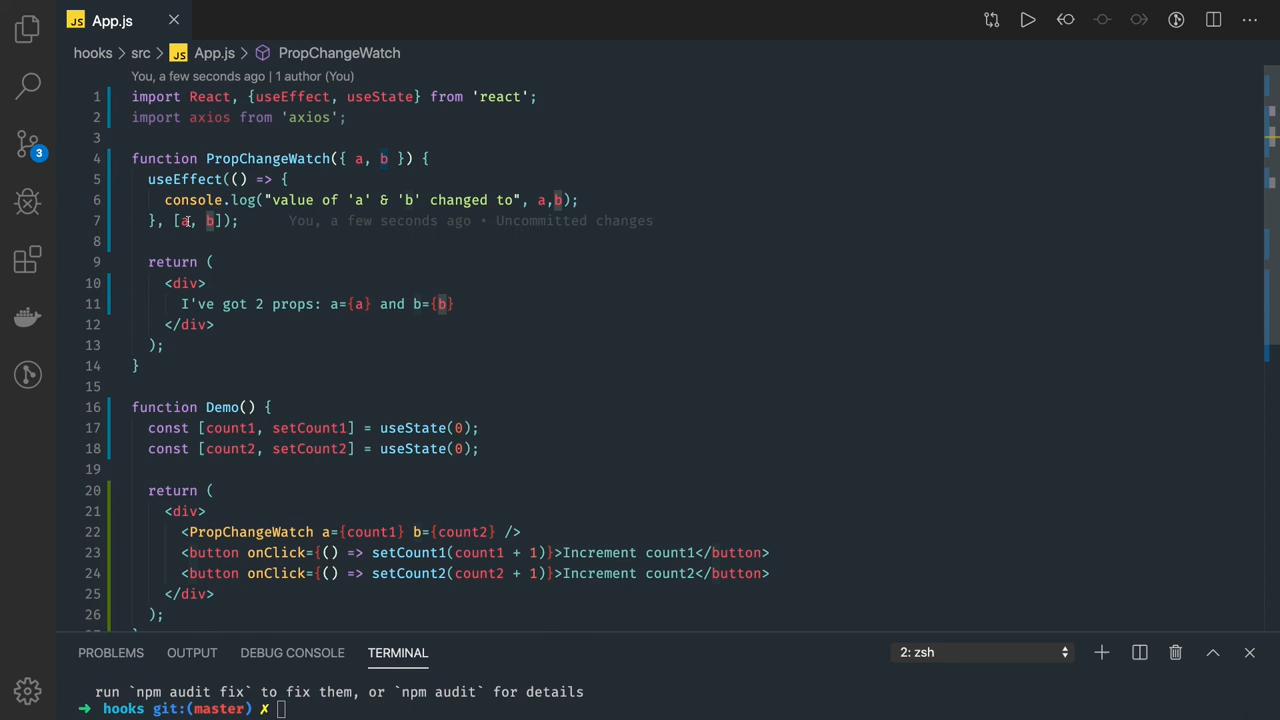 JS App.js
hooks > src > JS App.js > PropChangeWatch
You, a few seconds ago | 1 author (You)
1 import React, {useEffect, useState} from 'react';
2 import axios from 'axios';
3
4 function PropChangeWatch({ a, b }) {
5 useEffect(() => {
6 console.log("value of 'a' & 'b' changed to", a,b);
7 }, [a, b]); You, a few seconds ago • Uncommitted changes
8
9 return (
10 <div>
11 I've got 2 props: a={a} and b={b}
12 </div>
13 );
14 }
15
16 function Demo() {
17 const [count1, setCount1] = useState(0);
18 const [count2, setCount2] = useState(0);
19
20 return (
21 <div>
22 <PropChangeWatch a={count1} b={count2} />
23 <button onClick={() => setCount1(count1 + 1)}>Increment count1</button>
24 <button onClick={() => setCount2(count2 + 1)}>Increment count2</button>
25 </div>
26 );
3
PROBLEMS OUTPUT DEBUG CONSOLE TERMINAL 2: zsh
run `npm audit fix` to fix them, or `npm audit` for details
➜ hooks git:(master) ✗